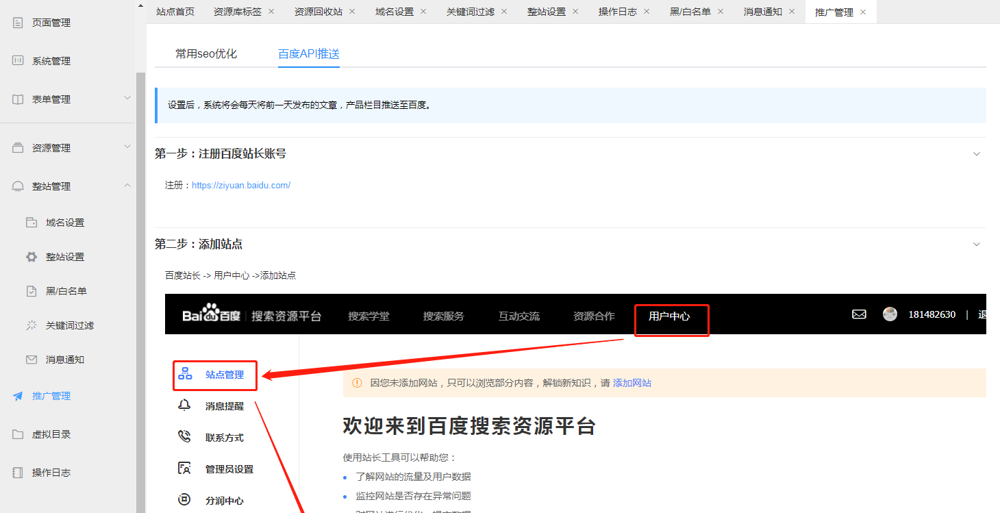 站点首页 资源库标签 资源回收站 域名设置 关键词过滤 整站设置 操作日志 黑/白名单 消息通知 推广管理
页面管理
系统管理
表单管理
资源管理
整站管理
域名设置
整站设置
黑/白名单
关键词过滤
消息通知
推广管理
虚拟目录
操作日志
常用seo优化 百度API推送
设置后，系统将会每天将前一天发布的文章，产品栏目推送至百度。
第一步：注册百度站长账号
注册：https://ziyuan.baidu.com/
第二步：添加站点
百度站长 -> 用户中心 ->添加站点
Bai du 百度 搜索资源平台 搜索学堂 搜索服务 互动交流 资源合作 用户中心 181482630 | 退
站点管理
消息提醒
联系方式
管理员设置
分润中心
因您未添加网站，只可以浏览部分内容，解锁新知识，请 添加网站
欢迎来到百度搜索资源平台
使用站长工具可以帮助您：
了解网站的流量及用户数据
监控网站是否存在异常问题